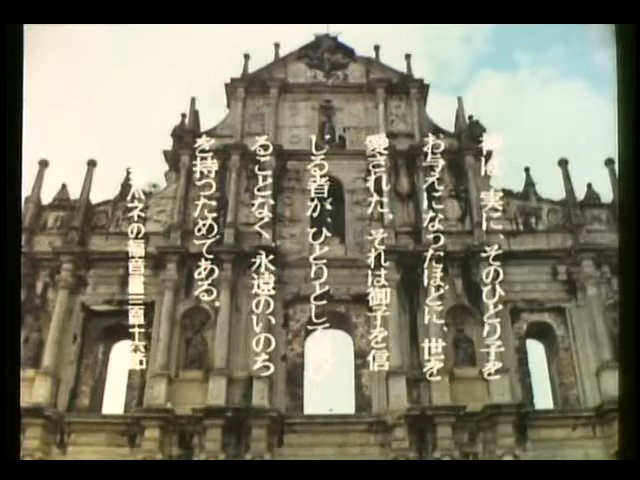 神は、実に、そのひとり子を
お与えになったほどに、世を
愛された。それは御子を信
じる者が、ひとりとして
ることなく、永遠のいのち
を持つためである。
ヨハネの福音書三章十六節